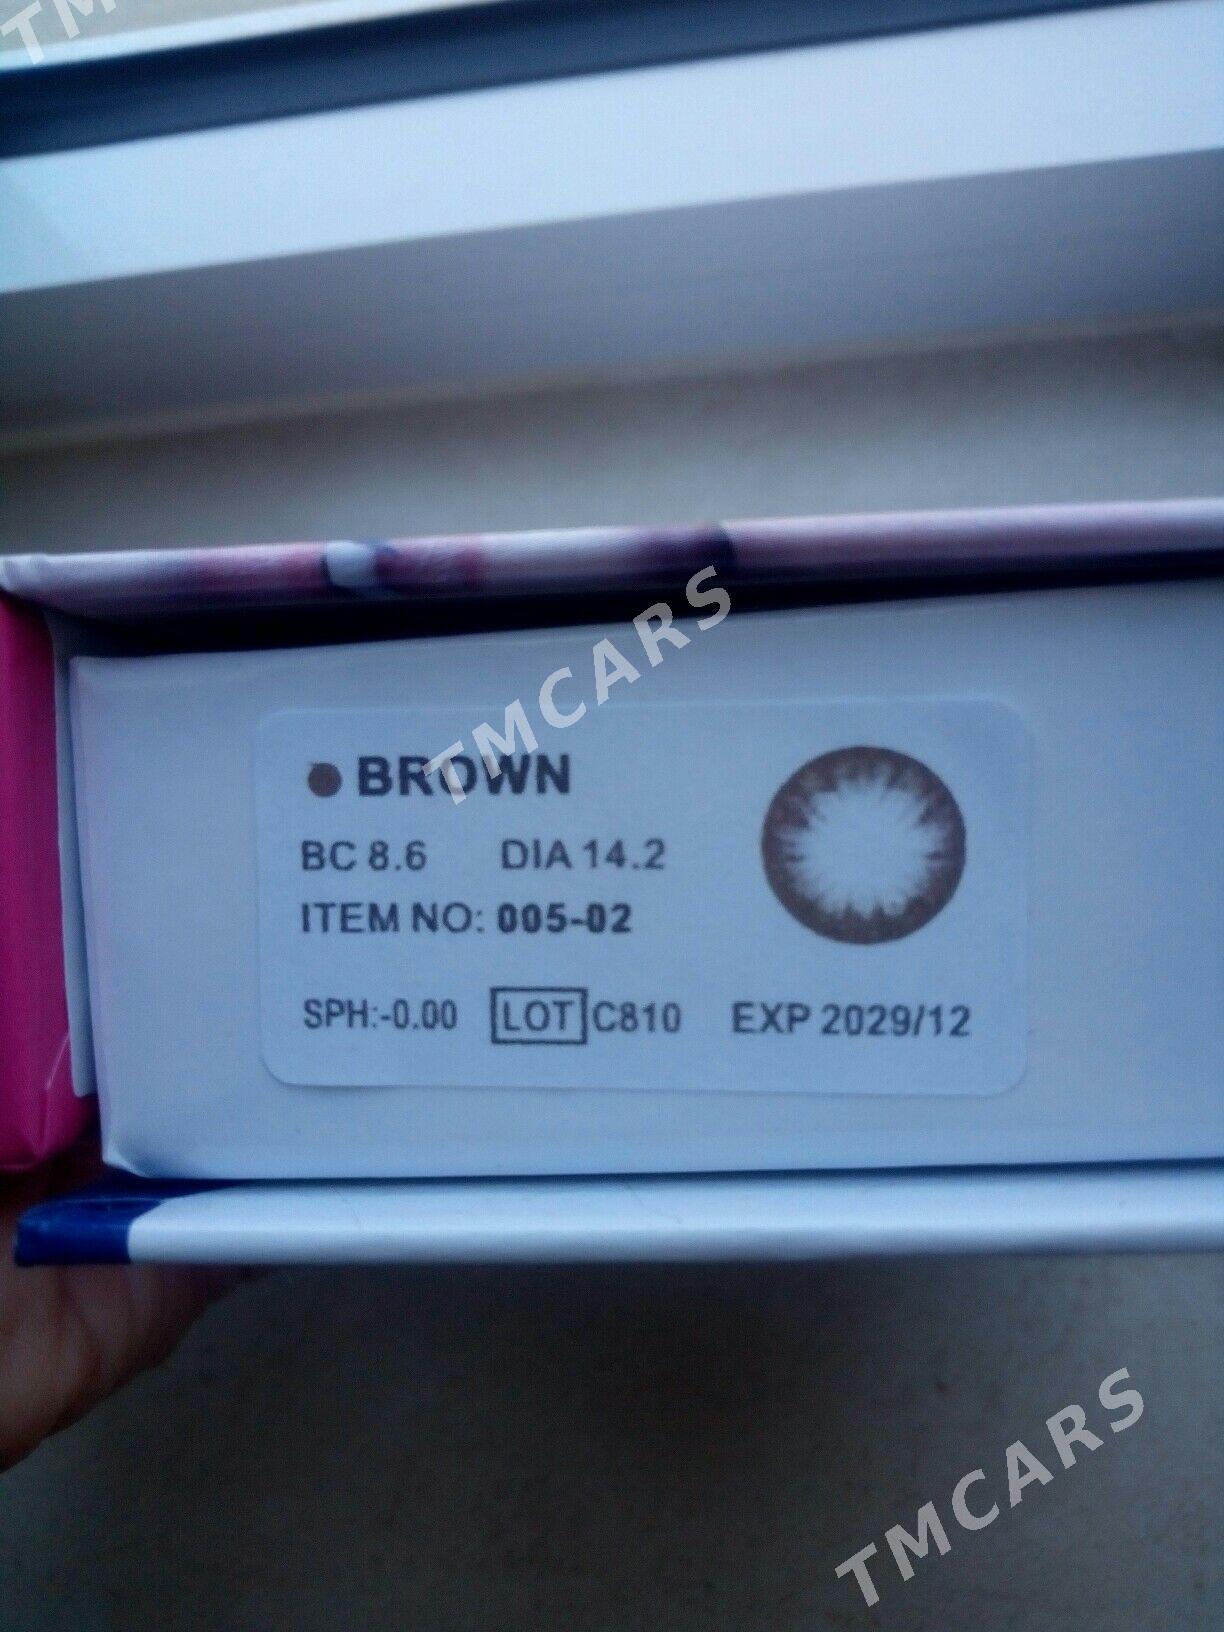 TM
TMCARS
● BROWN
BC 8.6 DIA 14.2
ITEM NO: 005-02
SPH:-0.00 LOT C810 EXP 2029/12
TMCARS